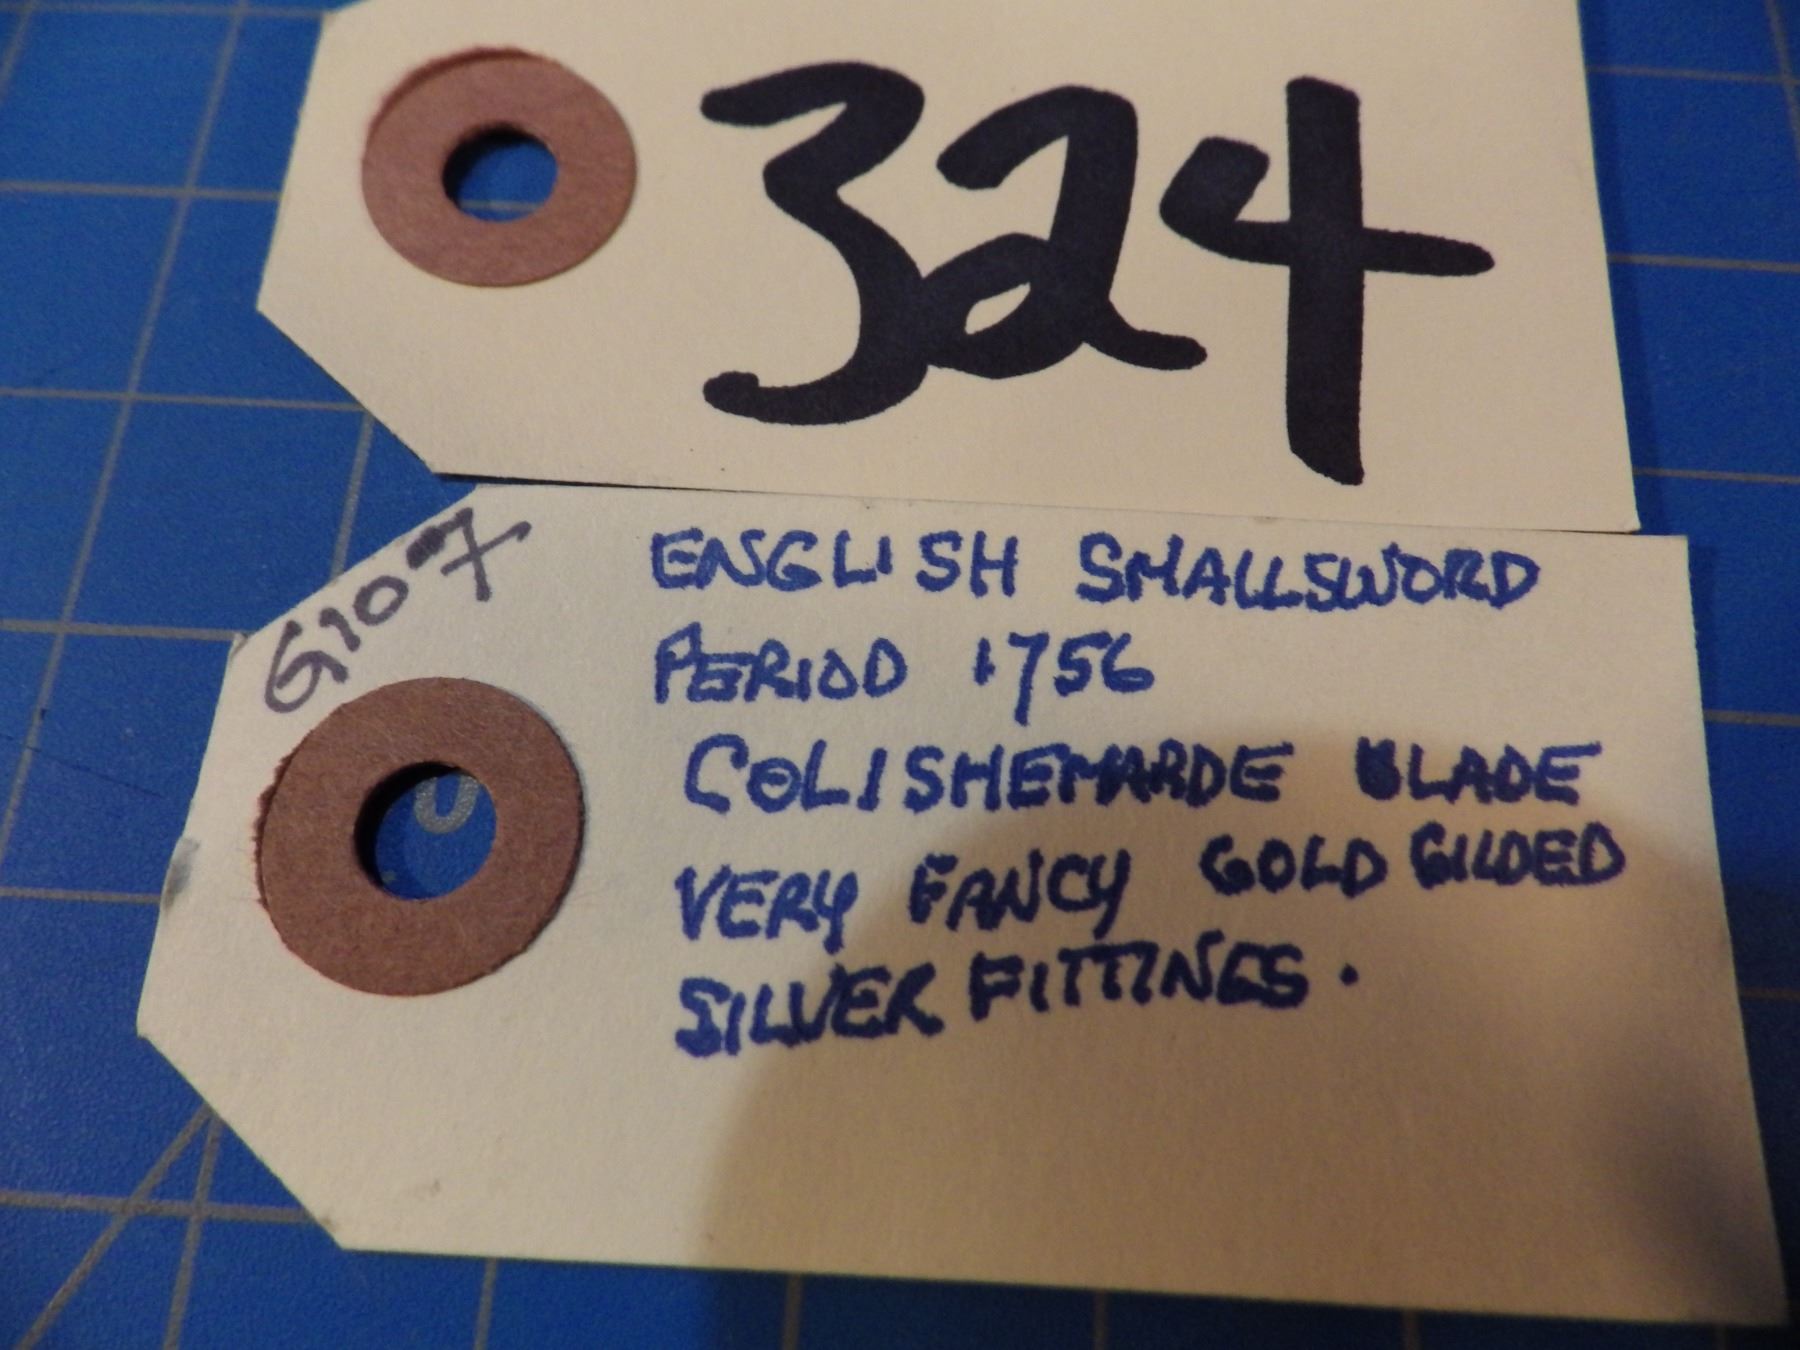 324
G107
ENGLISH SMALLSWORD
PERIOD 1756
COLISHEMARDE BLADE
VERY FANCY GOLD GILDED
SILVER FITTINGS.